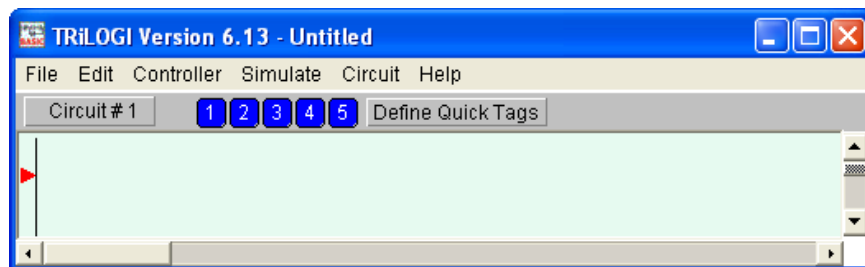 TRiLOGI Version 6.13 - Untitled
File Edit Controller Simulate Circuit Help
Circuit # 1 1 2 3 4 5 Define Quick Tags